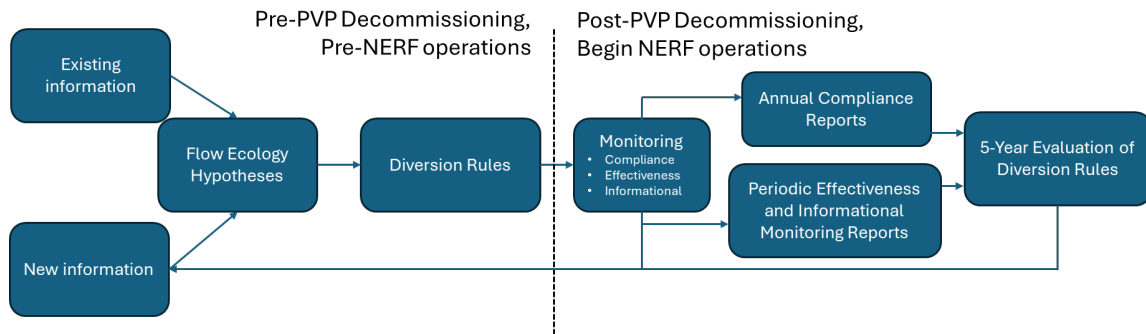 Pre-PVP Decommissioning,
Pre-NERF operations
Post-PVP Decommissioning,
Begin NERF operations
Existing
information
Flow Ecology
Hypotheses
New information
Diversion Rules
Monitoring
• Compliance
• Effectiveness
• Informational
Annual Compliance
Reports
Periodic Effectiveness
and Informational
Monitoring Reports
5-Year Evaluation of
Diversion Rules